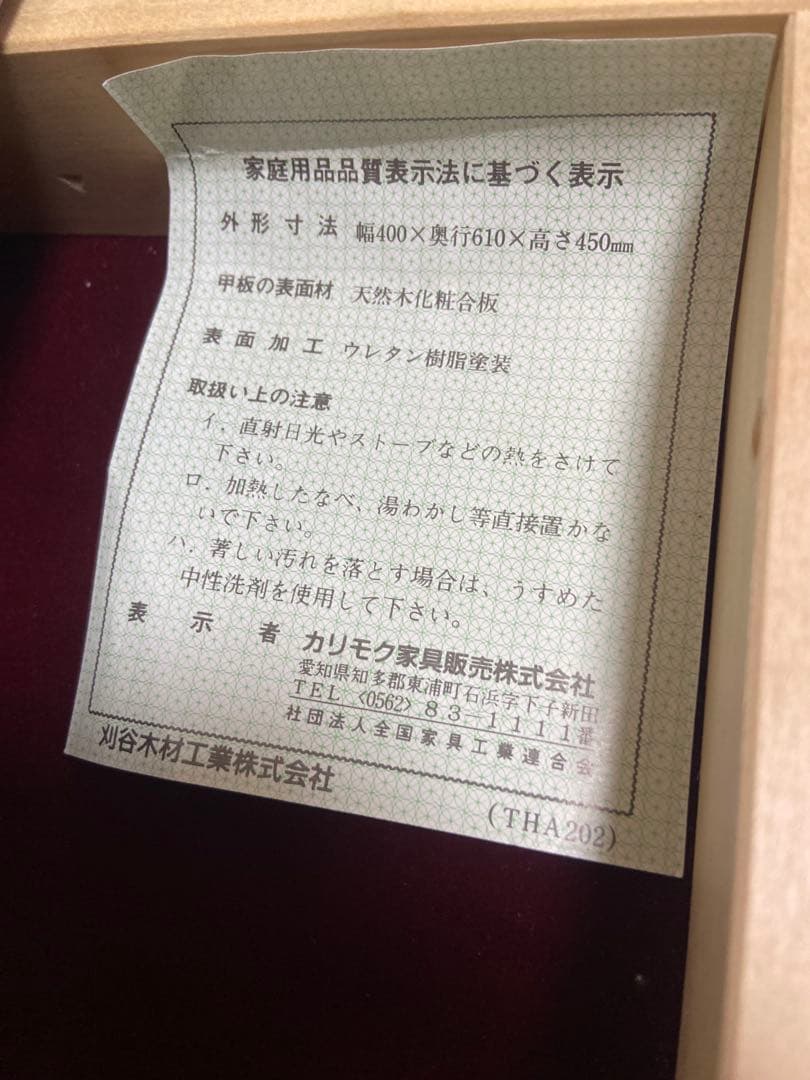 家庭用品品質表示法に基づく表示
外形寸法 幅400×奥行610×高さ450mm
甲板の表面材 天然木化粧合板
表面加工 ウレタン樹脂塗装
取扱い上の注意
イ．直射日光やストーブなどの熱をさけて
下さい。
ロ．加熱したなべ、湯わかし等直接置かな
いで下さい。
ハ．著しい汚れを落とす場合は、うすめた
中性洗剤を使用して下さい。
表示者 カリモク家具販売株式会社
愛知県知多郡東浦町石浜字下子新田
TEL〈0562〉83-1111番
社団法人全国家具工業連合会
刈谷木材工業株式会社
(THA202)